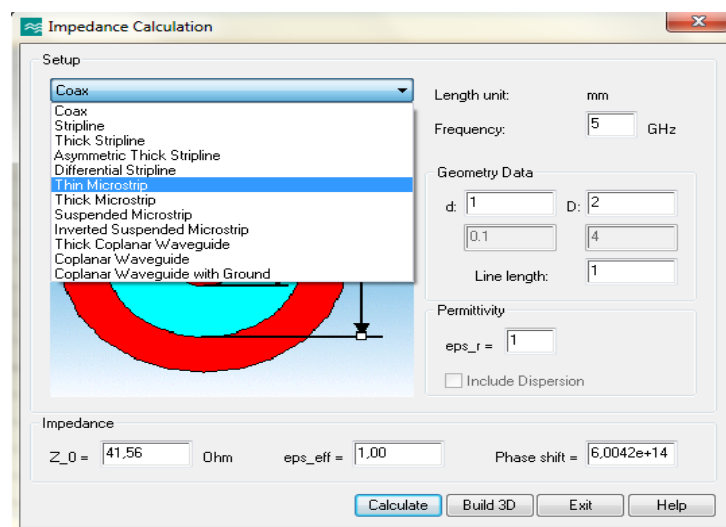 Impedance Calculation
Setup
Coax
Coax
Stripline
Thick Stripline
Asymmetric Thick Stripline
Differential Stripline
Thin Microstrip
Thick Microstrip
Suspended Microstrip
Inverted Suspended Microstrip
Thick Coplanar Waveguide
Coplanar Waveguide
Coplanar Waveguide with Ground
Length unit: mm
Frequency: 5 GHz
Geometry Data
d: 1 D: 2
0.1 4
Line length: 1
Permittivity
eps_r = 1
Include Dispersion
Impedance
Z_0 = 41,56 Ohm eps_eff = 1,00 Phase shift = 6,0042e+14
Calculate Build 3D Exit Help